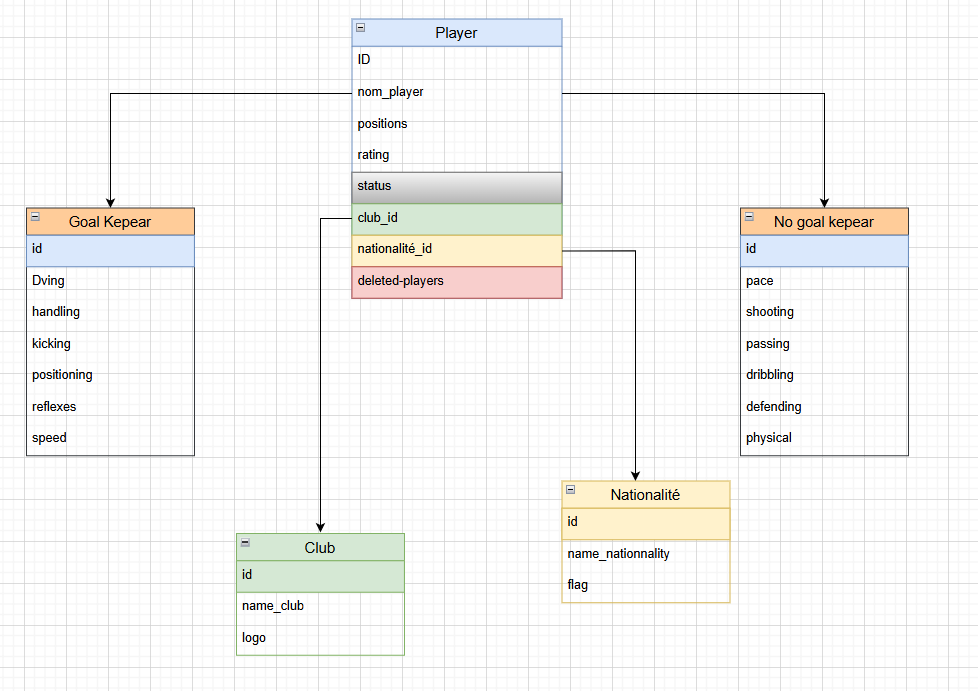 Player
ID
nom_player
positions
rating
status
club_id
nationalité_id
deleted-players
Goal Kepear
id
Dving
handling
kicking
positioning
reflexes
speed
No goal kepear
id
pace
shooting
passing
dribbling
defending
physical
Nationalité
id
name_nationnality
flag
Club
id
name_club
logo